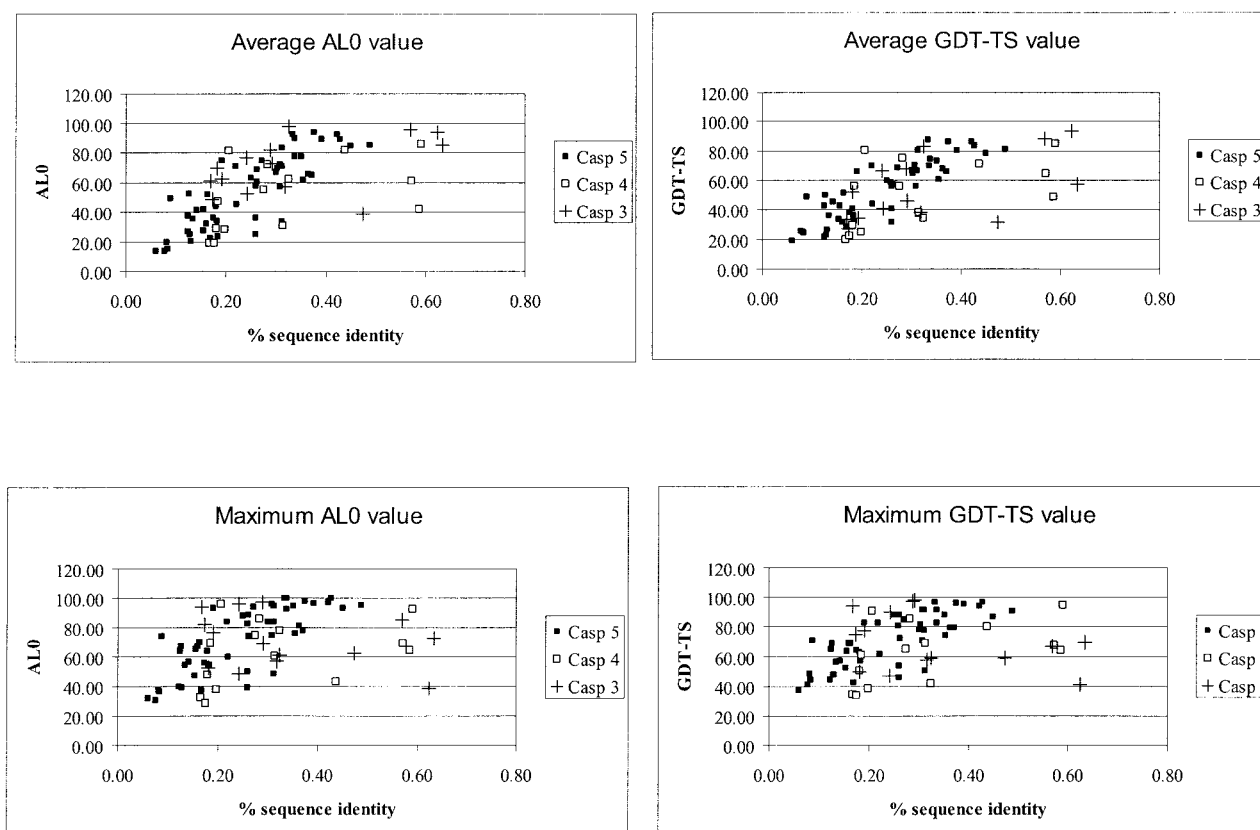 Average AL0 value
AL0
120.00
100.00
80.00
60.00
40.00
20.00
0.00
0.00 0.20 0.40 0.60 0.80
% sequence identity
Casp 5
Casp 4
Casp 3
Average GDT-TS value
GDT-TS
120.00
100.00
80.00
60.00
40.00
20.00
0.00
0.00 0.20 0.40 0.60 0.80
% sequence identity
Casp 5
Casp 4
Casp 3
Maximum AL0 value
AL0
120.00
100.00
80.00
60.00
40.00
20.00
0.00
0.00 0.20 0.40 0.60 0.80
% sequence identity
Casp 5
Casp 4
Casp 3
Maximum GDT-TS value
GDT-TS
120.00
100.00
80.00
60.00
40.00
20.00
0.00
0.00 0.20 0.40 0.60 0.80
% sequence identity
Casp
Casp
Casp